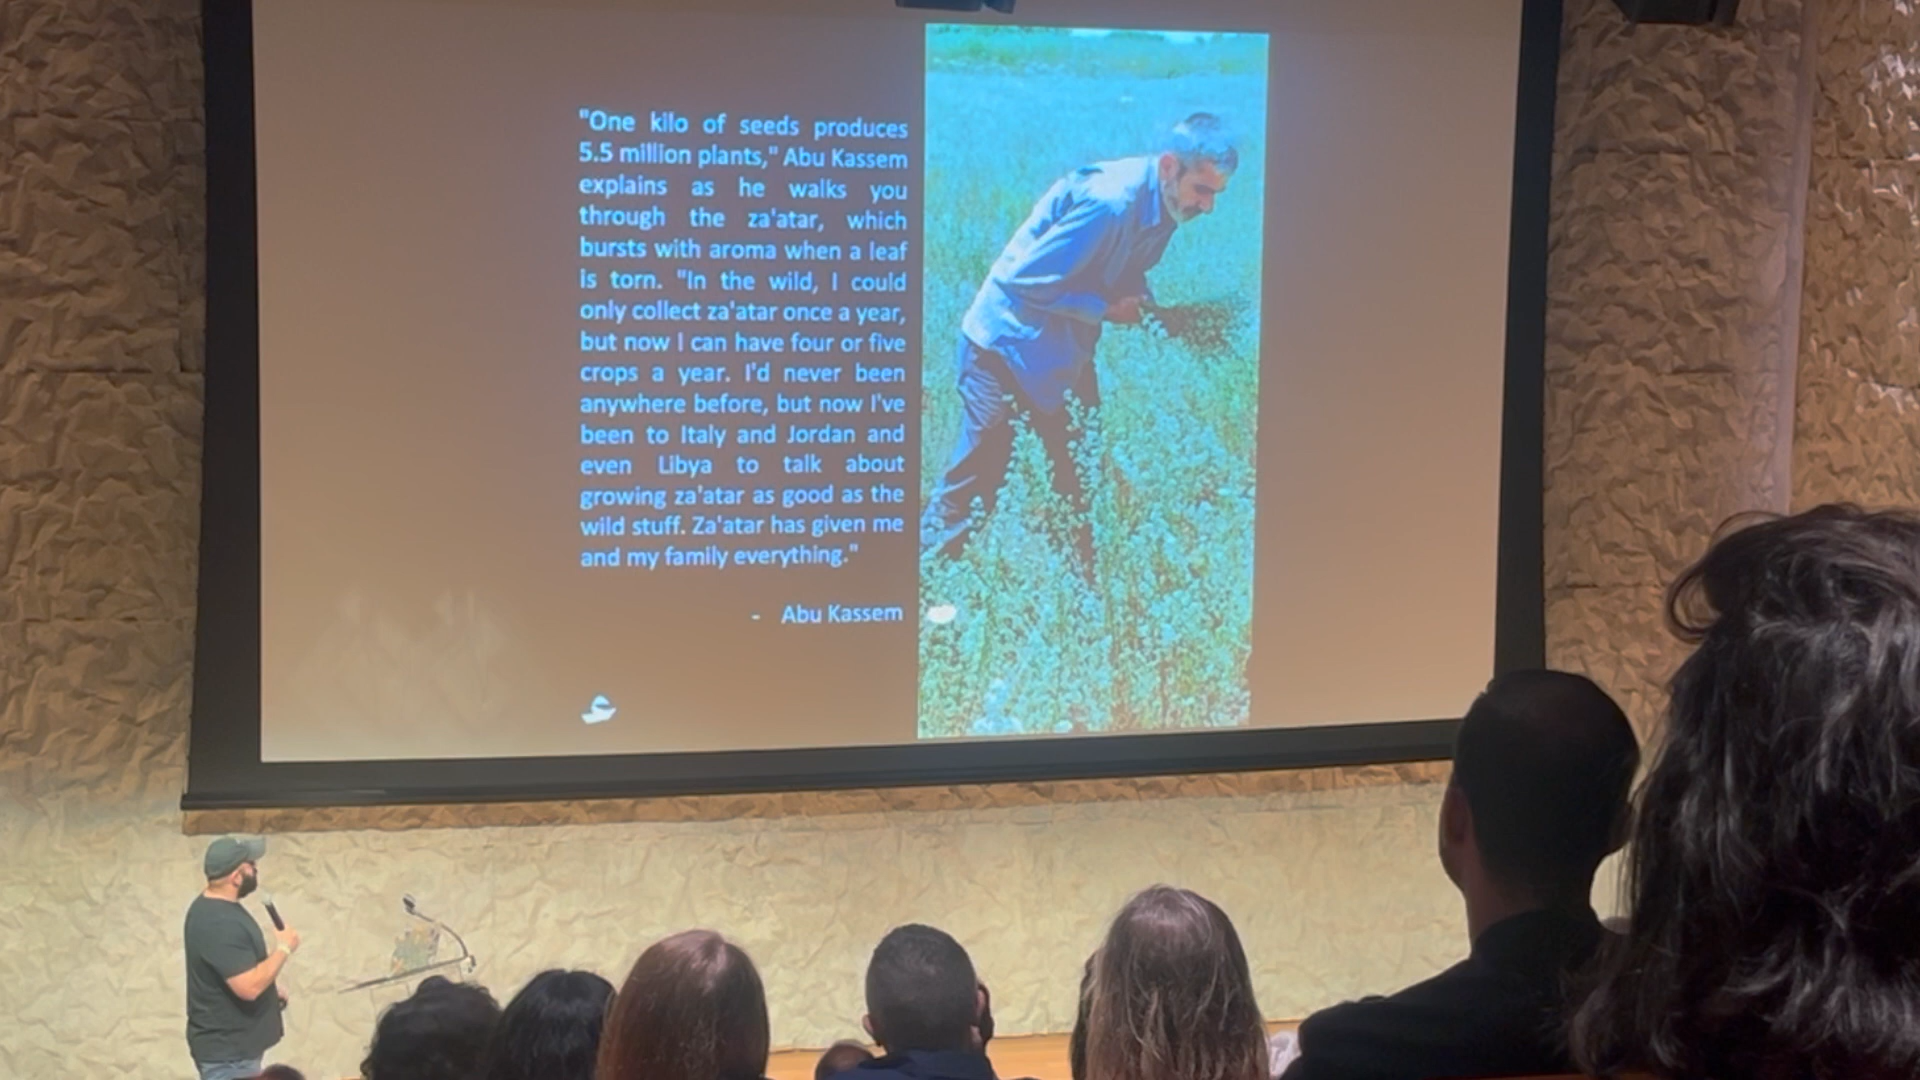 "One kilo of seeds produces
5.5 million plants," Abu Kassem
explains as he walks you
through the za'atar, which
bursts with aroma when a leaf
is torn. "In the wild, I could
only collect za'atar once a year,
but now I can have four or five
crops a year. I'd never been
anywhere before, but now I've
been to Italy and Jordan and
even Libya to talk about
growing za'atar as good as the
wild stuff. Za'atar has given me
and my family everything."
- Abu Kassem